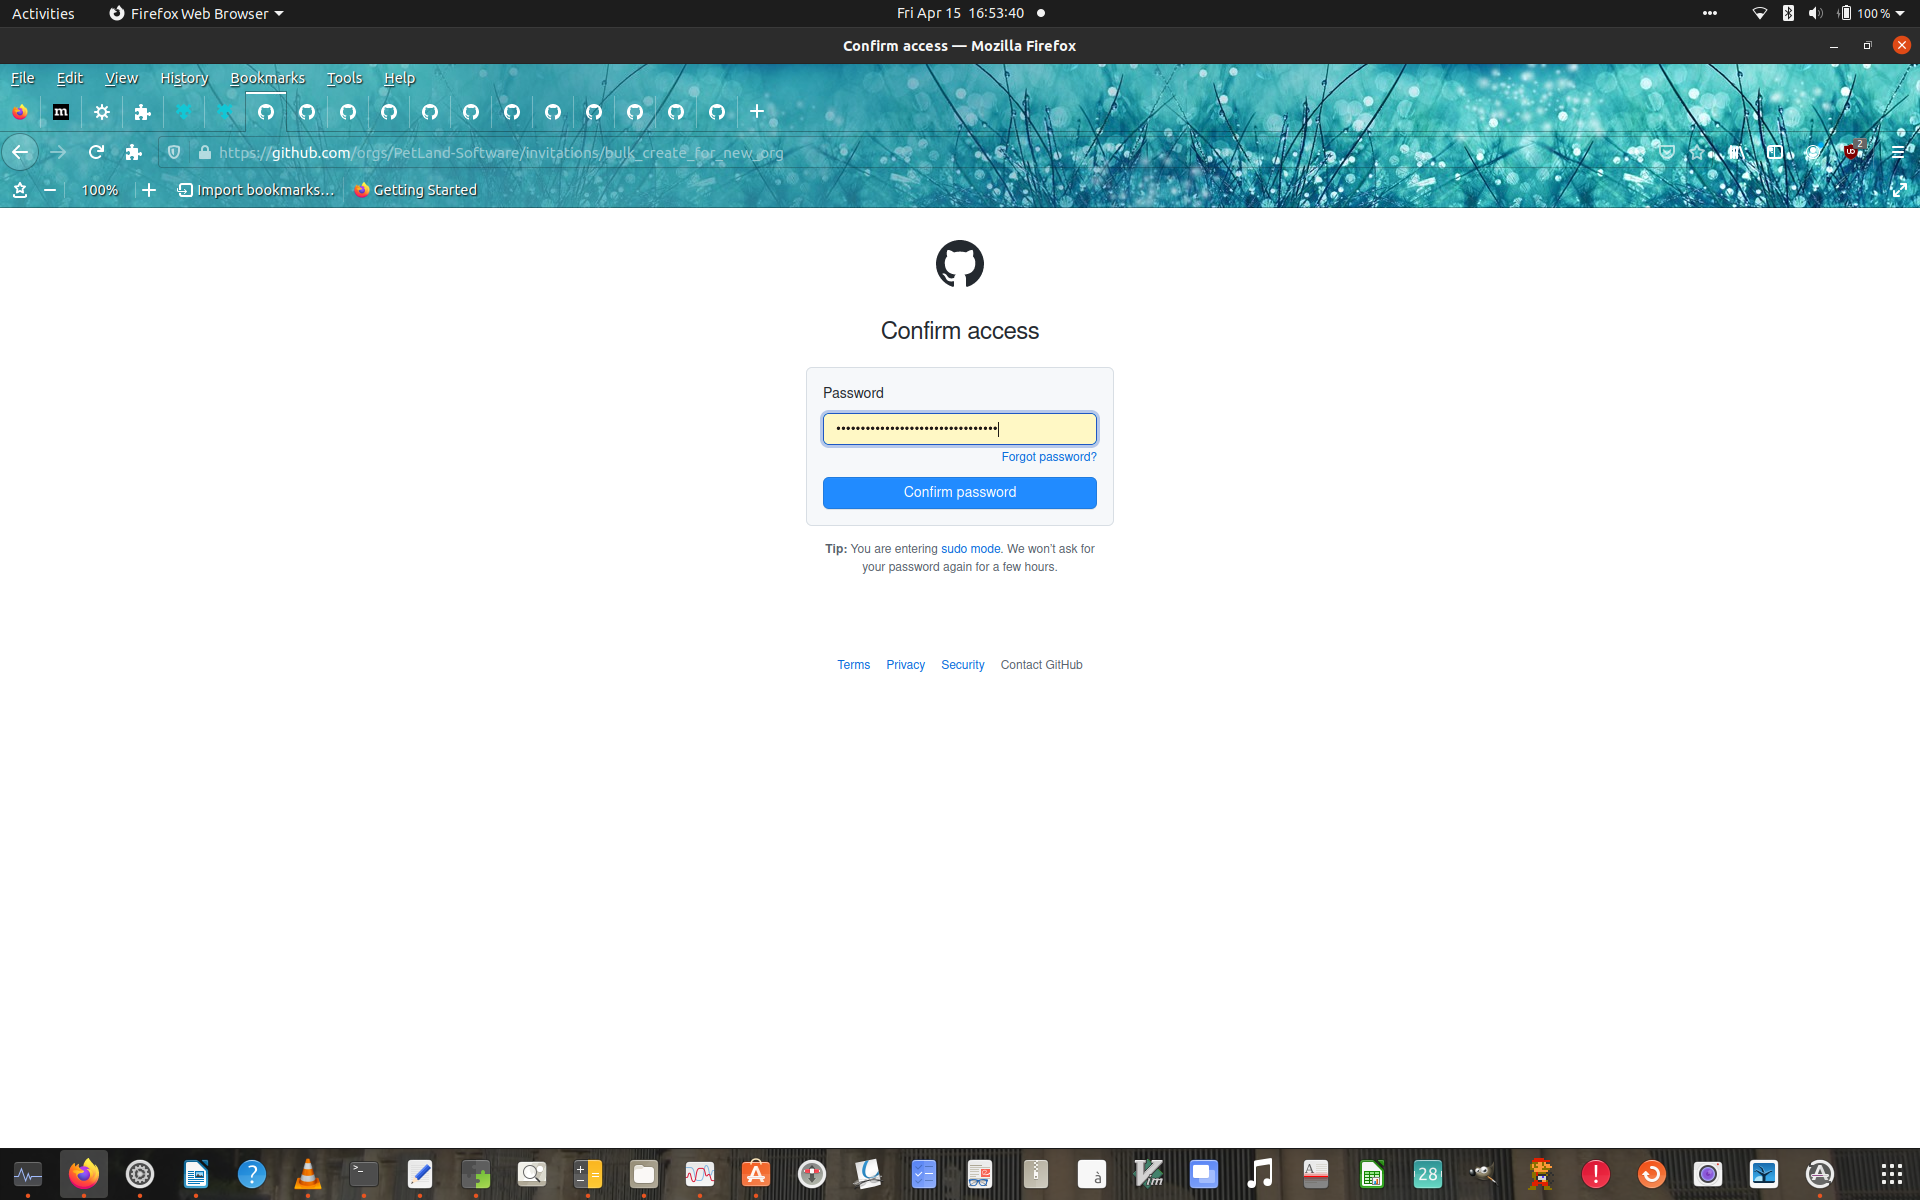 Activities
Firefox Web Browser
Fri Apr 15 16:53:40
100 %
Confirm access — Mozilla Firefox
File Edit View History Bookmarks Tools Help
m
https://github.com/orgs/PetLand-Software/invitations/bulk_create_for_new_org
2
100%
Import bookmarks...
Getting Started
Confirm access
Password
Forgot password?
Confirm password
Tip: You are entering sudo mode. We won't ask for
your password again for a few hours.
Terms Privacy Security Contact GitHub
28